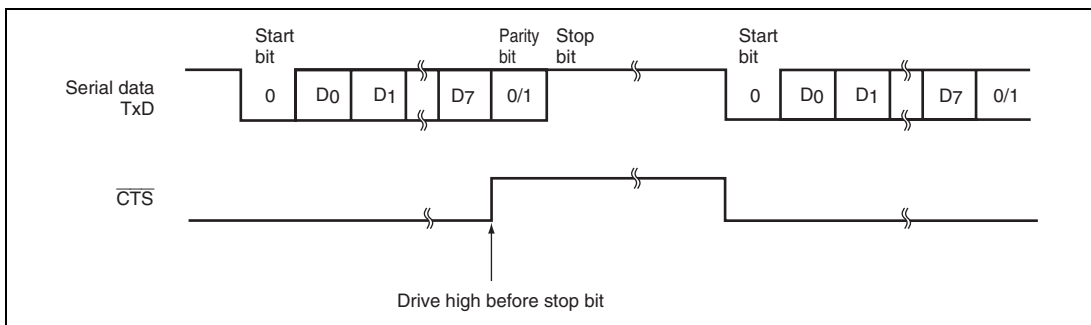 Start bit
Parity bit
Stop bit
Start bit
Serial data TxD
0 D0 D1 D7 0/1 0 D0 D1 D7 0/1
CTS
Drive high before stop bit